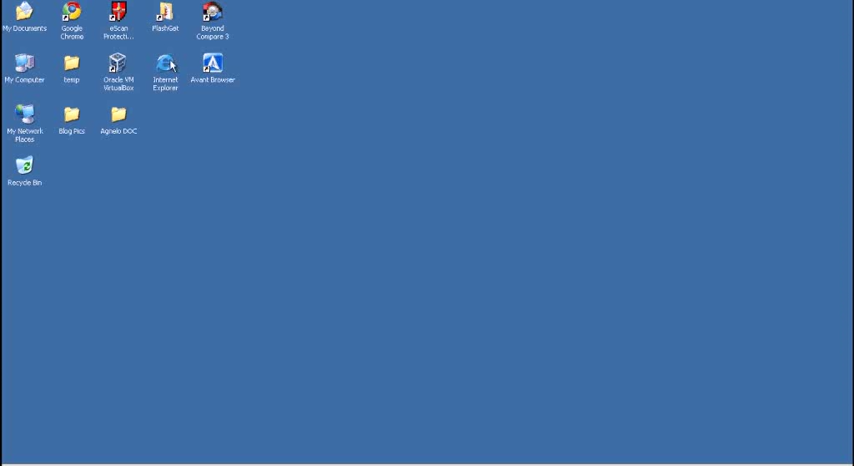 My Documents
Google
Chrome
eScan
Protecti...
FlashGet
Beyond
Compare 3
My Computer
temp
Oracle VM
VirtualBox
Internet
Explorer
Avant Browser
My Network
Places
Blog Pics
Agnelo DOC
Recycle Bin